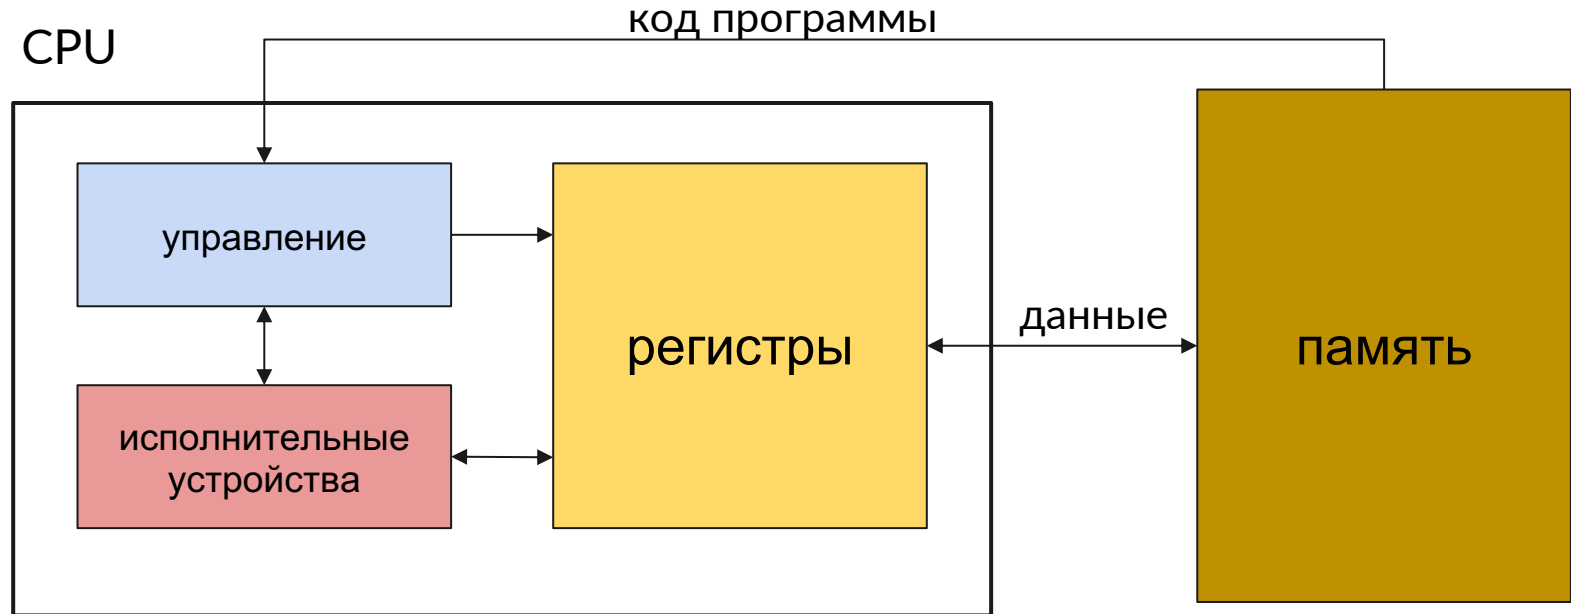 код программы
CPU
управление
регистры
данные
память
исполнительные
устройства